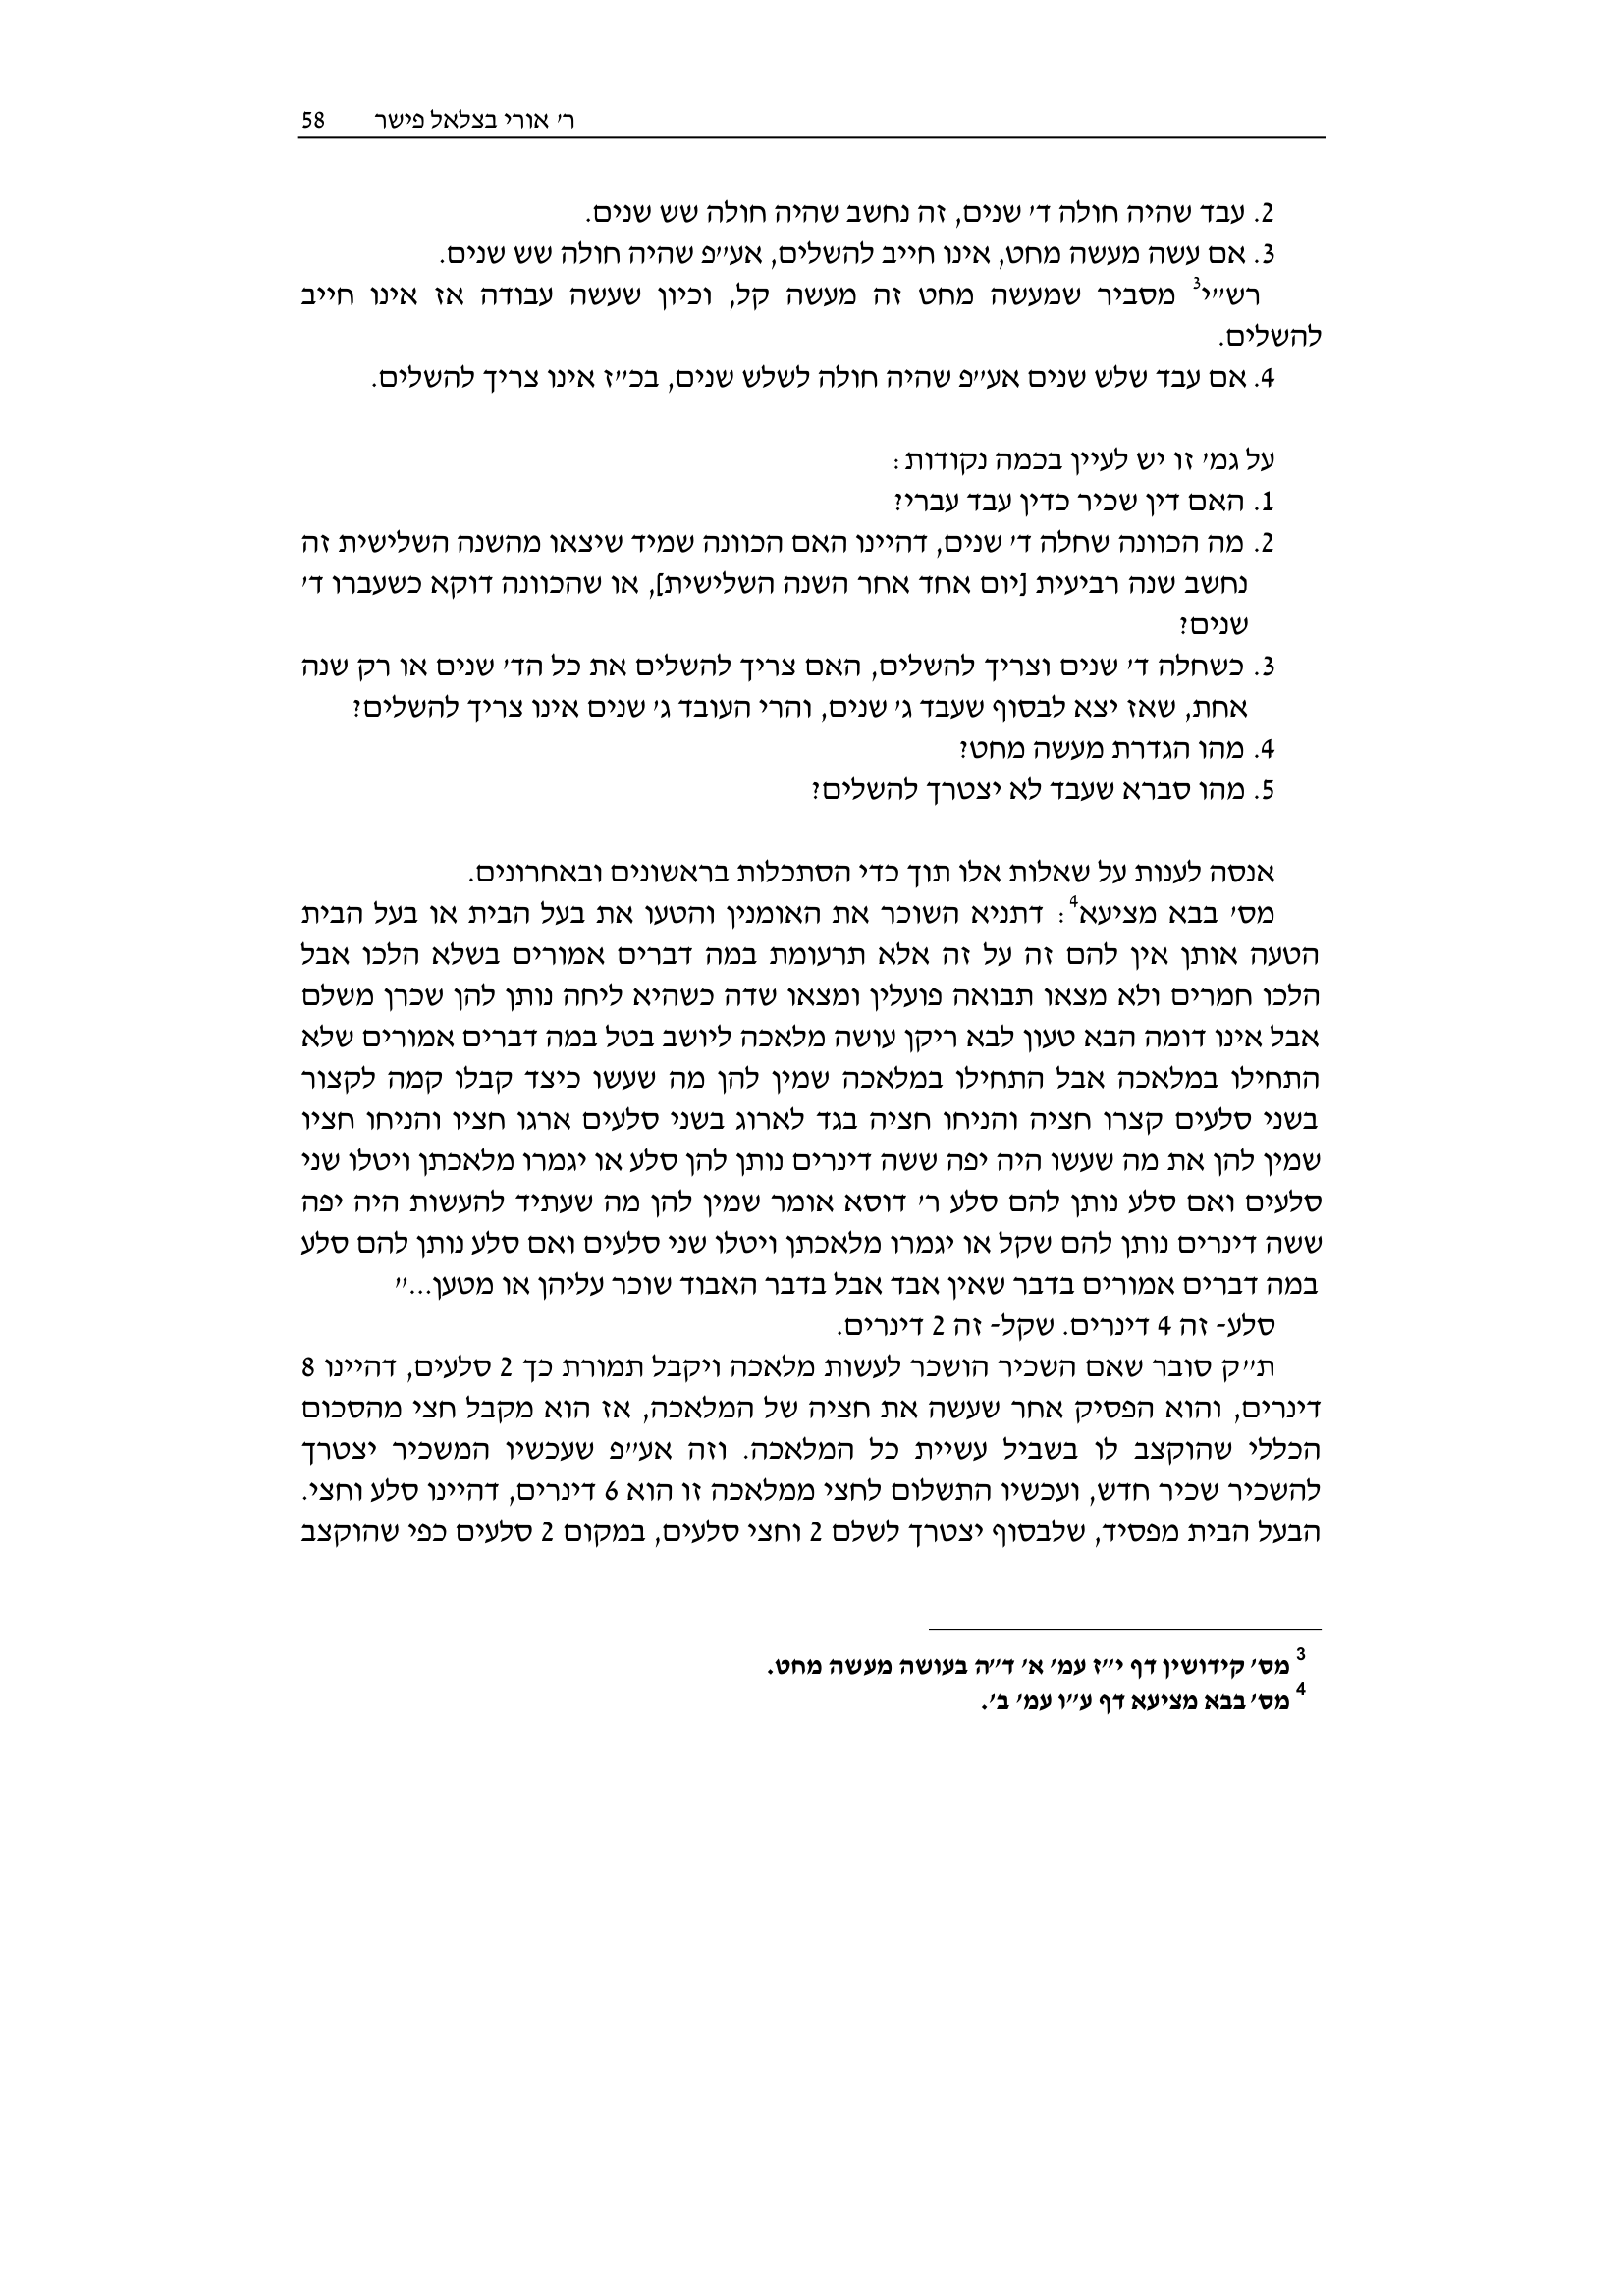 ר׳ אורי בצלאל פישר 58
2. עבד שהיה חולה ד׳ שנים, זה נחשב שהיה חולה שש שנים.
3. אם עשה מעשה מחט, אינו חייב להשלים, אע״פ שהיה חולה שש שנים.
רש״י3 מסביר שמעשה מחט זה מעשה קל, וכיון שעשה עבודה אז אינו חייב
להשלים.
4. אם עבד שלש שנים אע״פ שהיה חולה לשלש שנים, בכ״ז אינו צריך להשלים.
על גמ׳ זו יש לעיין בכמה נקודות:
1. האם דין שכיר כדין עבד עברי?
2. מה הכוונה שחלה ד׳ שנים, דהיינו האם הכוונה שמיד שיצאו מהשנה השלישית זה
נחשב שנה רביעית [יום אחד אחר השנה השלישית], או שהכוונה דוקא כשעברו ד׳
שנים?
3. כשחלה ד׳ שנים וצריך להשלים, האם צריך להשלים את כל הד׳ שנים או רק שנה
אחת, שאז יצא לבסוף שעבד ג׳ שנים, והרי העובד ג׳ שנים אינו צריך להשלים?
4. מהו הגדרת מעשה מחט?
5. מהו סברא שעבד לא יצטרך להשלים?
אנסה לענות על שאלות אלו תוך כדי הסתכלות בראשונים ובאחרונים.
מס׳ בבא מציעא4: דתניא השוכר את האומנין והטעו את בעל הבית או בעל הבית
הטעה אותן אין להם זה על זה אלא תרעומת במה דברים אמורים בשלא הלכו אבל
הלכו חמרים ולא מצאו תבואה פועלין ומצאו שדה כשהיא ליחה נותן להן שכרן משלם
אבל אינו דומה הבא טעון לבא ריקן עושה מלאכה ליושב בטל במה דברים אמורים שלא
התחילו במלאכה אבל התחילו במלאכה שמין להן מה שעשו כיצד קבלו קמה לקצור
בשני סלעים קצרו חציה והניחו חציה בגד לארוג בשני סלעים ארגו חציו והניחו חציו
שמין להן את מה שעשו היה יפה ששה דינרים נותן להן סלע או יגמרו מלאכתן ויטלו שני
סלעים ואם סלע נותן להם סלע ר׳ דוסא אומר שמין להן מה שעתיד להעשות היה יפה
ששה דינרים נותן להם שקל או יגמרו מלאכתן ויטלו שני סלעים ואם סלע נותן להם סלע
במה דברים אמורים בדבר שאין אבד אבל בדבר האבוד שוכר עליהן או מטען...״
סלע- זה 4 דינרים. שקל- זה 2 דינרים.
ת״ק סובר שאם השכיר הושכר לעשות מלאכה ויקבל תמורת כך 2 סלעים, דהיינו 8
דינרים, והוא הפסיק אחר שעשה את חציה של המלאכה, אז הוא מקבל חצי מהסכום
הכללי שהוקצב לו בשביל עשיית כל המלאכה. וזה אע״פ שעכשיו המשכיר יצטרך
להשכיר שכיר חדש, ועכשיו התשלום לחצי ממלאכה זו הוא 6 דינרים, דהיינו סלע וחצי.
הבעל הבית מפסיד, שלבסוף יצטרך לשלם 2 וחצי סלעים, במקום 2 סלעים כפי שהוקצב
3 מס׳ קידושין דף י״ז עמ׳ א׳ ד״ה בעושה מעשה מחט.
4 מס׳ בבא מציעא דף ע״ו עמ׳ ב׳.